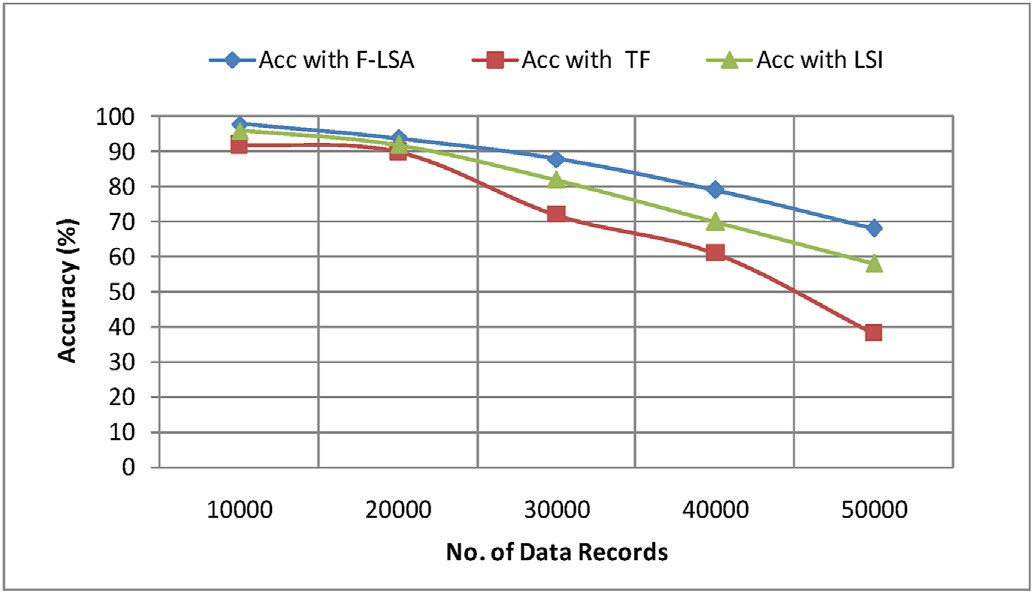 Acc with F-LSA Acc with TF Acc with LSI
100
90
80
70
60
50
40
30
20
10
0
Accuracy (%)
10000 20000 30000 40000 50000
No. of Data Records